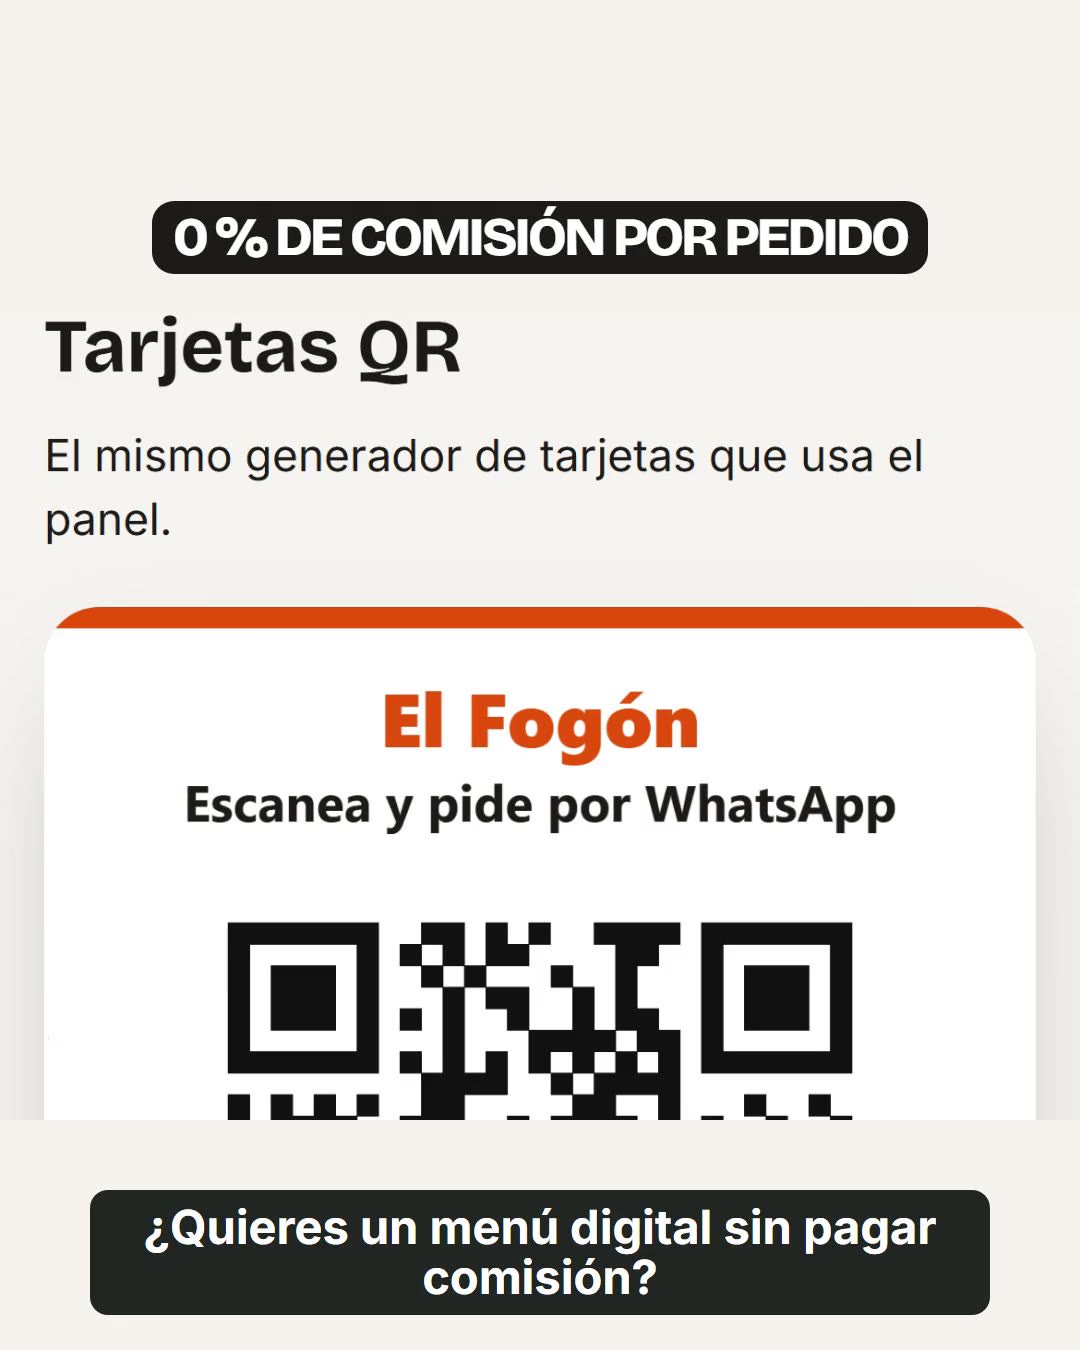 0 % DE COMISIÓN POR PEDIDO
Tarjetas QR
El mismo generador de tarjetas que usa el
panel.
El Fogón
Escanea y pide por WhatsApp
¿Quieres un menú digital sin pagar
comisión?